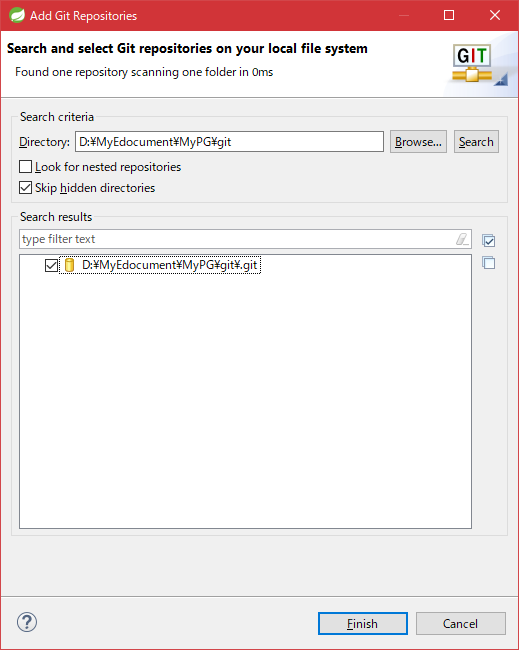 Add Git Repositories
Search and select Git repositories on your local file system
Found one repository scanning one folder in 0ms
GIT
Search criteria
Directory: D:¥MyEdocument¥MyPG¥git Browse... Search
Look for nested repositories
Skip hidden directories
Search results
type filter text
D:¥MyEdocument¥MyPG¥git¥.git
? Finish Cancel